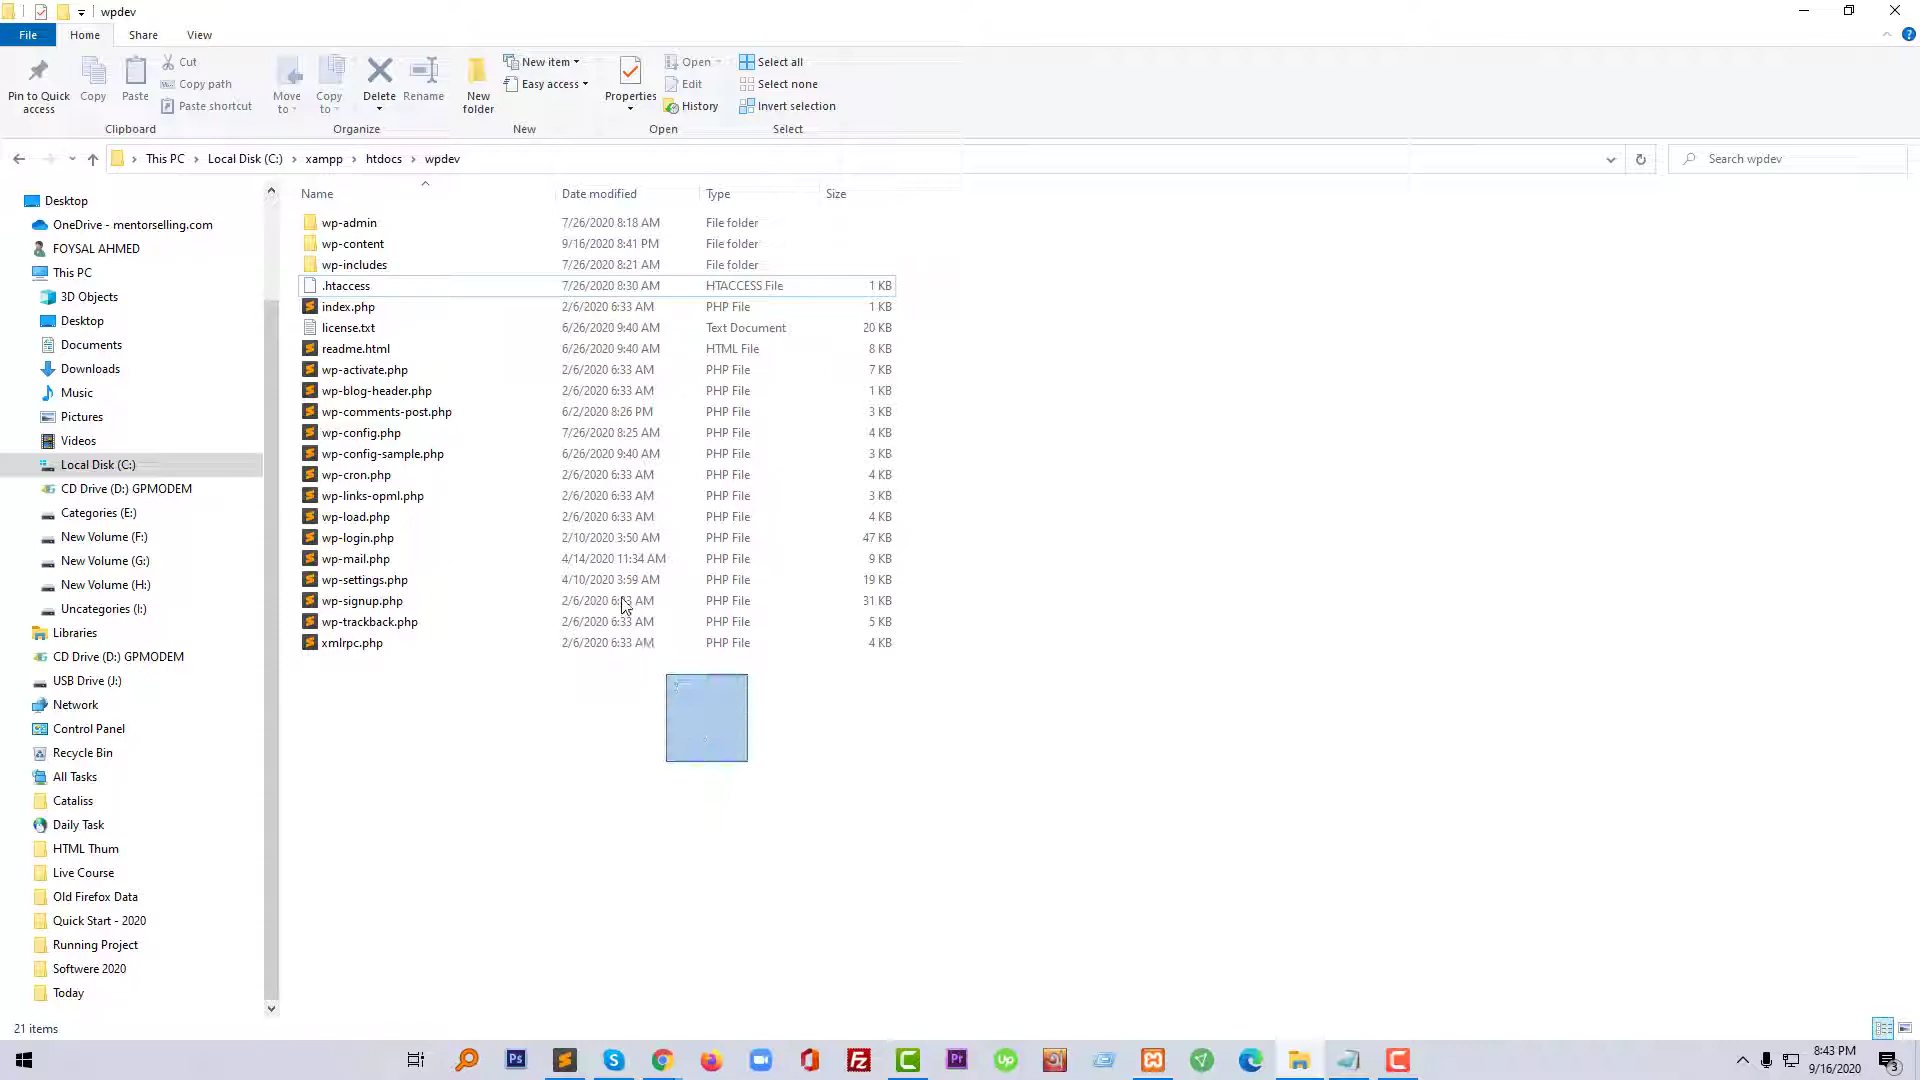 wpdev
File Home Share View
Pin to Quick access Copy Paste Cut Copy path Paste shortcut Clipboard
Move to Copy to Delete Rename Organize
New folder New item Easy access New
Properties Open Edit History Open
Select all Select none Invert selection Select
This PC Local Disk (C:) xampp htdocs wpdev
Search wpdev
Desktop
OneDrive - mentorselling.com
FOYSAL AHMED
This PC
3D Objects
Desktop
Documents
Downloads
Music
Pictures
Videos
Local Disk (C:)
CD Drive (D:) GPMODEM
Categories (E:)
New Volume (F:)
New Volume (G:)
New Volume (H:)
Uncategories (I:)
Libraries
CD Drive (D:) GPMODEM
USB Drive (J:)
Network
Control Panel
Recycle Bin
All Tasks
Cataliss
Daily Task
HTML Thum
Live Course
Old Firefox Data
Quick Start - 2020
Running Project
Softwere 2020
Today
Name Date modified Type Size
wp-admin 7/26/2020 8:18 AM File folder
wp-content 9/16/2020 8:41 PM File folder
wp-includes 7/26/2020 8:21 AM File folder
.htaccess 7/26/2020 8:30 AM HTACCESS File 1 KB
index.php 2/6/2020 6:33 AM PHP File 1 KB
license.txt 6/26/2020 9:40 AM Text Document 20 KB
readme.html 6/26/2020 9:40 AM HTML File 8 KB
wp-activate.php 2/6/2020 6:33 AM PHP File 7 KB
wp-blog-header.php 2/6/2020 6:33 AM PHP File 1 KB
wp-comments-post.php 6/2/2020 8:26 PM PHP File 3 KB
wp-config.php 7/26/2020 8:25 AM PHP File 4 KB
wp-config-sample.php 6/26/2020 9:40 AM PHP File 3 KB
wp-cron.php 2/6/2020 6:33 AM PHP File 4 KB
wp-links-opml.php 2/6/2020 6:33 AM PHP File 3 KB
wp-load.php 2/6/2020 6:33 AM PHP File 4 KB
wp-login.php 2/10/2020 3:50 AM PHP File 47 KB
wp-mail.php 4/14/2020 11:34 AM PHP File 9 KB
wp-settings.php 4/10/2020 3:59 AM PHP File 19 KB
wp-signup.php 2/6/2020 6:33 AM PHP File 31 KB
wp-trackback.php 2/6/2020 6:33 AM PHP File 5 KB
xmlrpc.php 2/6/2020 6:33 AM PHP File 4 KB
21 items
Ps Fz Pr Up
8:43 PM
9/16/2020
3